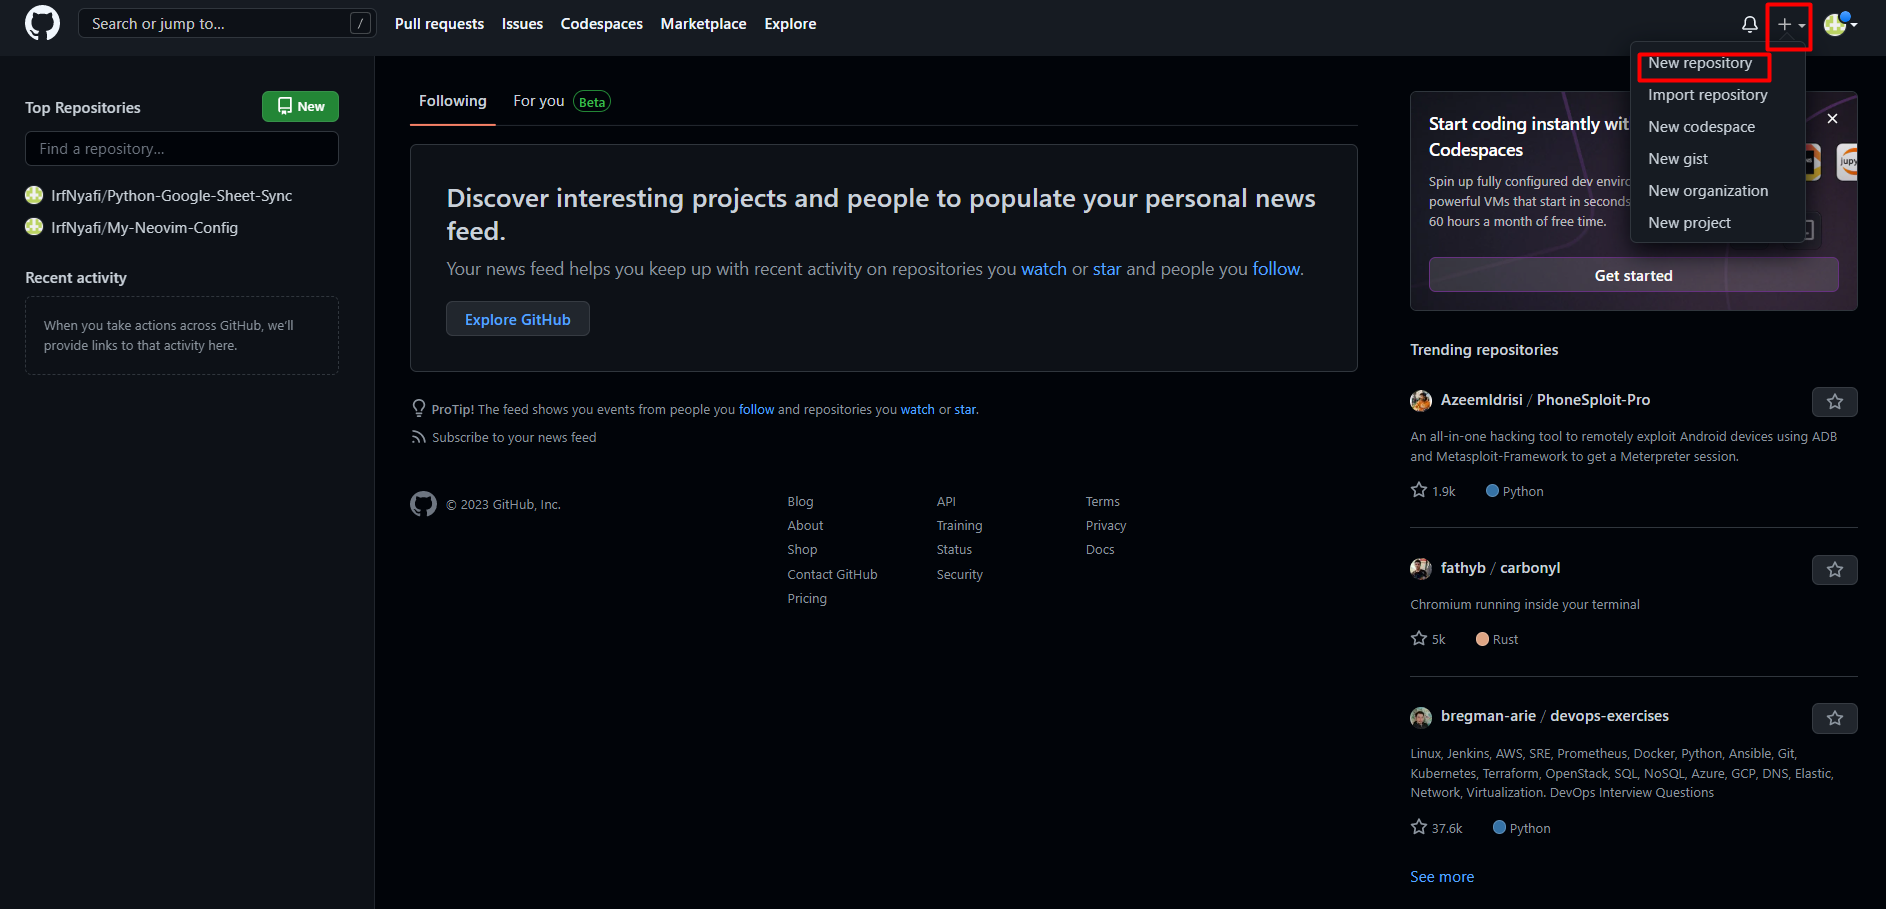 Search or jump to...
/
Pull requests
Issues
Codespaces
Marketplace
Explore
New repository
Import repository
New codespace
New gist
New organization
New project
Top Repositories
New
Find a repository...
IrfNyafi/Python-Google-Sheet-Sync
IrfNyafi/My-Neovim-Config
Recent activity
When you take actions across GitHub, we'll
provide links to that activity here.
Following
For you
Beta
Discover interesting projects and people to populate your personal news
feed.
Your news feed helps you keep up with recent activity on repositories you watch or star and people you follow.
Explore GitHub
ProTip! The feed shows you events from people you follow and repositories you watch or star.
Subscribe to your news feed
© 2023 GitHub, Inc.
Blog
About
Shop
Contact GitHub
Pricing
API
Training
Status
Security
Terms
Privacy
Docs
Start coding instantly
Codespaces
Spin up fully configured dev
powerful VMs that start in seconds
60 hours a month of free time.
Get started
Trending repositories
AzeemIdrisi / PhoneSploit-Pro
An all-in-one hacking tool to remotely exploit Android devices using ADB
and Metasploit-Framework to get a Meterpreter session.
1.9k
Python
fathyb / carbonyl
Chromium running inside your terminal
5k
Rust
bregman-arie / devops-exercises
Linux, Jenkins, AWS, SRE, Prometheus, Docker, Python, Ansible, Git,
Kubernetes, Terraform, OpenStack, SQL, NoSQL, Azure, GCP, DNS, Elastic,
Network, Virtualization. DevOps Interview Questions
37.6k
Python
See more